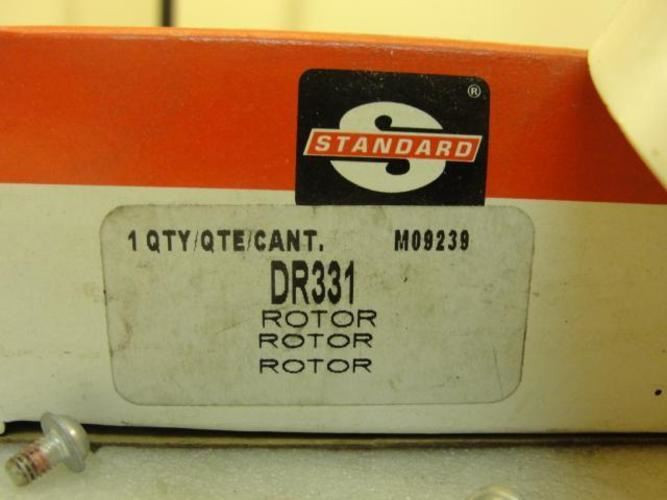 ®
STANDARD
1 QTY/QTE/CANT. M09239
DR331
ROTOR
ROTOR
ROTOR